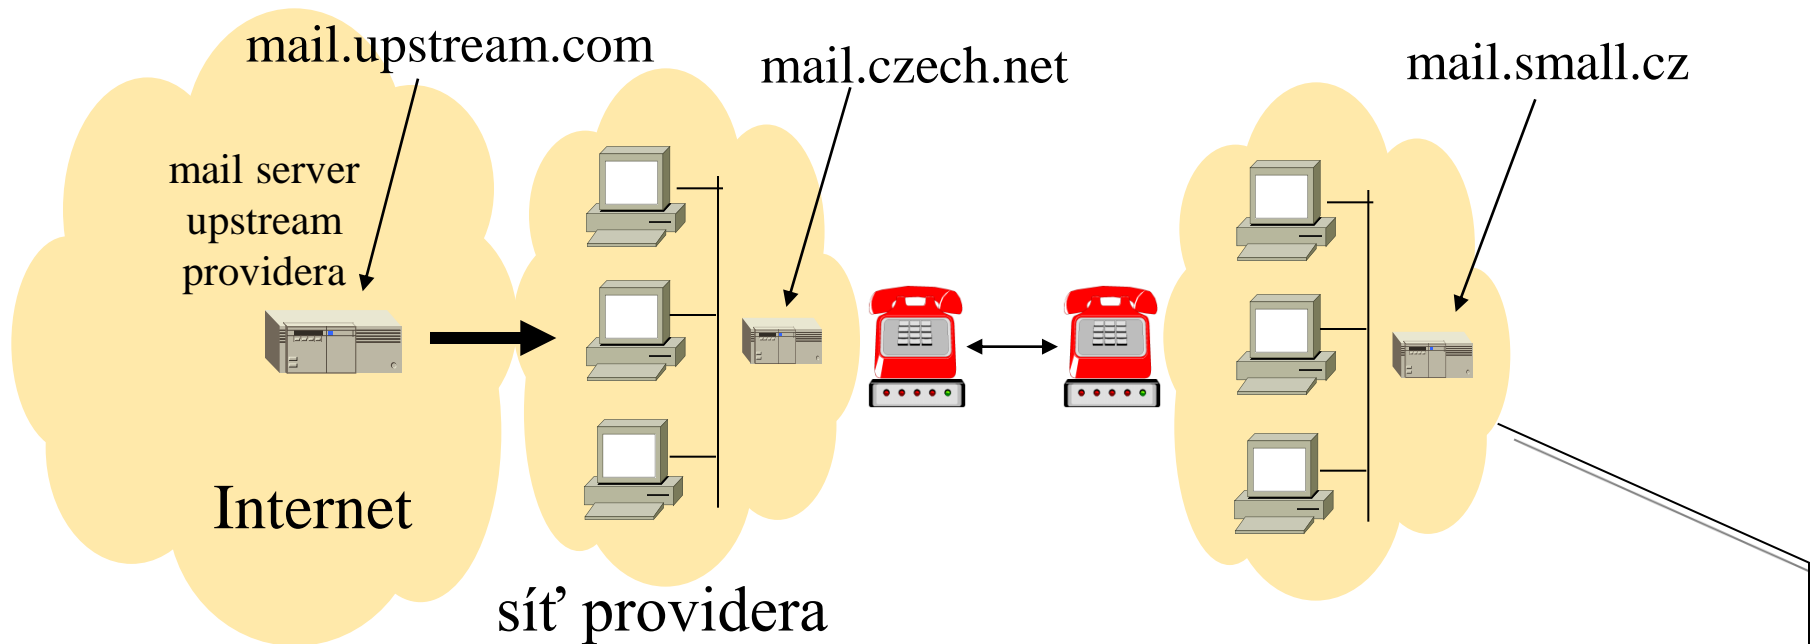 mail.upstream.com
mail.czech.net
mail.small.cz
mail server
upstream
providera
Internet
síť providera